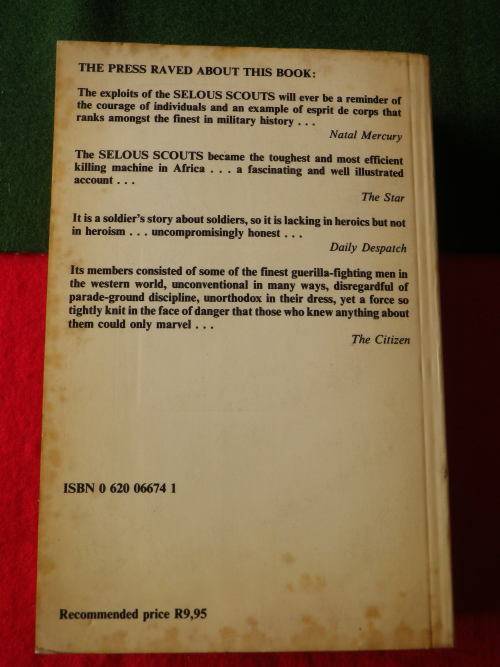 THE PRESS RAVED ABOUT THIS BOOK:
The exploits of the SELOUS SCOUTS will ever be a reminder of
the courage of individuals and an example of esprit de corps that
ranks amongst the finest in military history . . .
Natal Mercury
The SELOUS SCOUTS became the toughest and most efficient
killing machine in Africa . . . a fascinating and well illustrated
account . . .
The Star
It is a soldier's story about soldiers, so it is lacking in heroics but not
in heroism . . . uncompromisingly honest . . .
Daily Despatch
Its members consisted of some of the finest guerilla-fighting men in
the western world, unconventional in many ways, disregardful of
parade-ground discipline, unorthodox in their dress, yet a force so
tightly knit in the face of danger that those who knew anything about
them could only marvel . . .
The Citizen
ISBN 0 620 06674 1
Recommended price R9,95